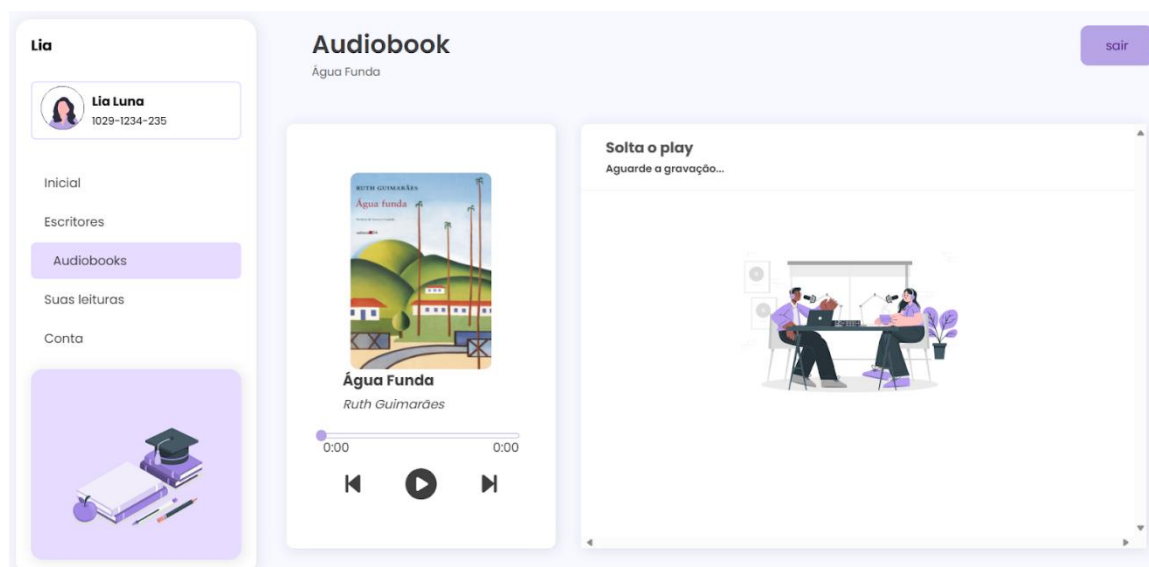 Lia
Lia Luna
1029-1234-235
Inicial
Escritores
Audiobooks
Suas leituras
Conta
Audiobook
Água Funda
sair
RUTH GUIMARÃES
Água funda
Água Funda
Ruth Guimarães
0:00 0:00
Solta o play
Aguarde a gravação...